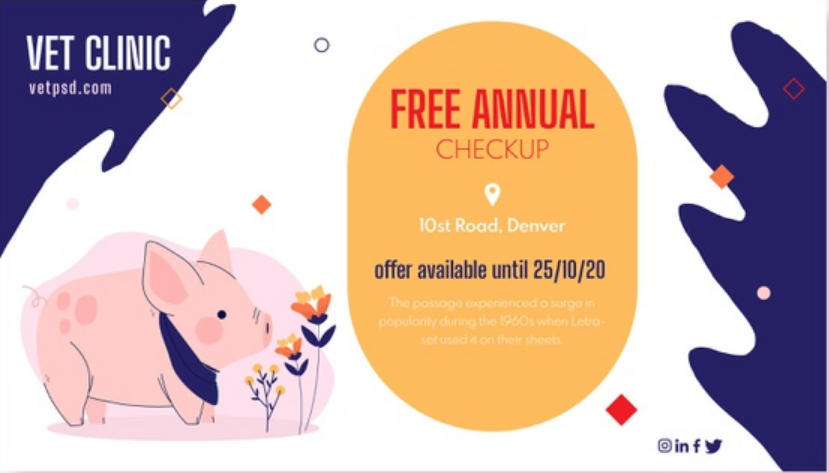 VET CLINIC
vetpsd.com
FREE ANNUAL
CHECKUP
10st Road, Denver
offer available until 25/10/20
The passage experienced a surge in
popularity during the 1960s when Letra-
set used it on their sheets.